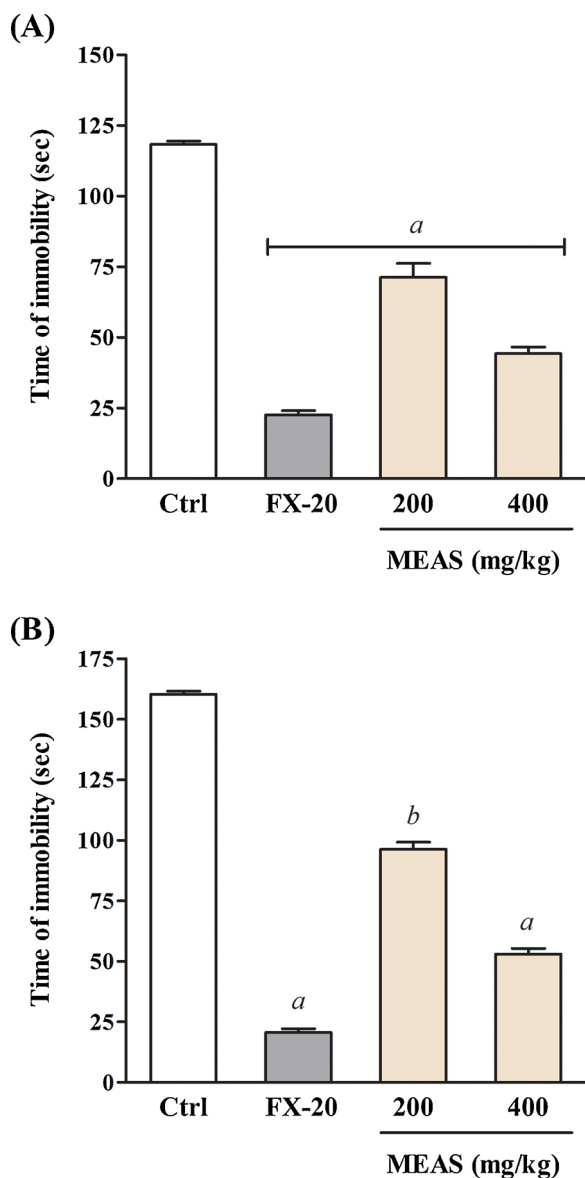 (A)
Time of immobility (sec)
150
125
100
75
50
25
0
a
Ctrl FX-20 200 400
MEAS (mg/kg)
(B)
Time of immobility (sec)
175
150
125
100
75
50
25
0
b
a
a
Ctrl FX-20 200 400
MEAS (mg/kg)